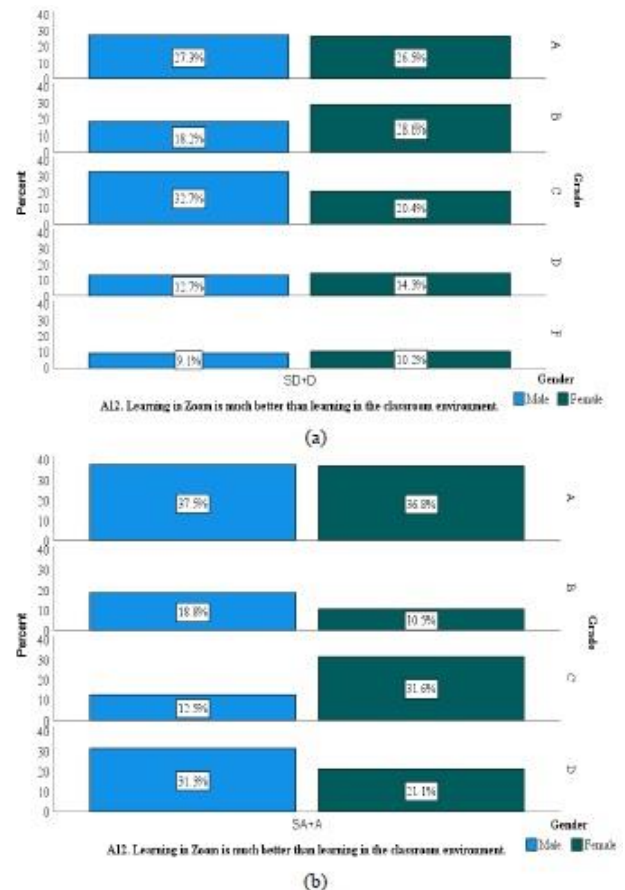 40
30
20
10
0
27.3%
26.5%
A
40
30
20
10
0
18.2%
28.6%
B
40
30
20
10
0
32.7%
20.4%
C
40
30
20
10
0
12.7%
14.3%
D
40
30
20
10
0
9.1%
10.2%
F
Percent
Grade
SD+D
Gender
A12. Learning in Zoom is much better than learning in the classroom environment.
Male Female
(a)
40
30
20
10
0
37.5%
36.8%
A
40
30
20
10
0
18.8%
10.5%
B
40
30
20
10
0
12.5%
31.6%
C
40
30
20
10
0
31.3%
21.1%
D
Percent
Grade
SA+A
Gender
A12. Learning in Zoom is much better than learning in the classroom environment.
Male Female
(b)